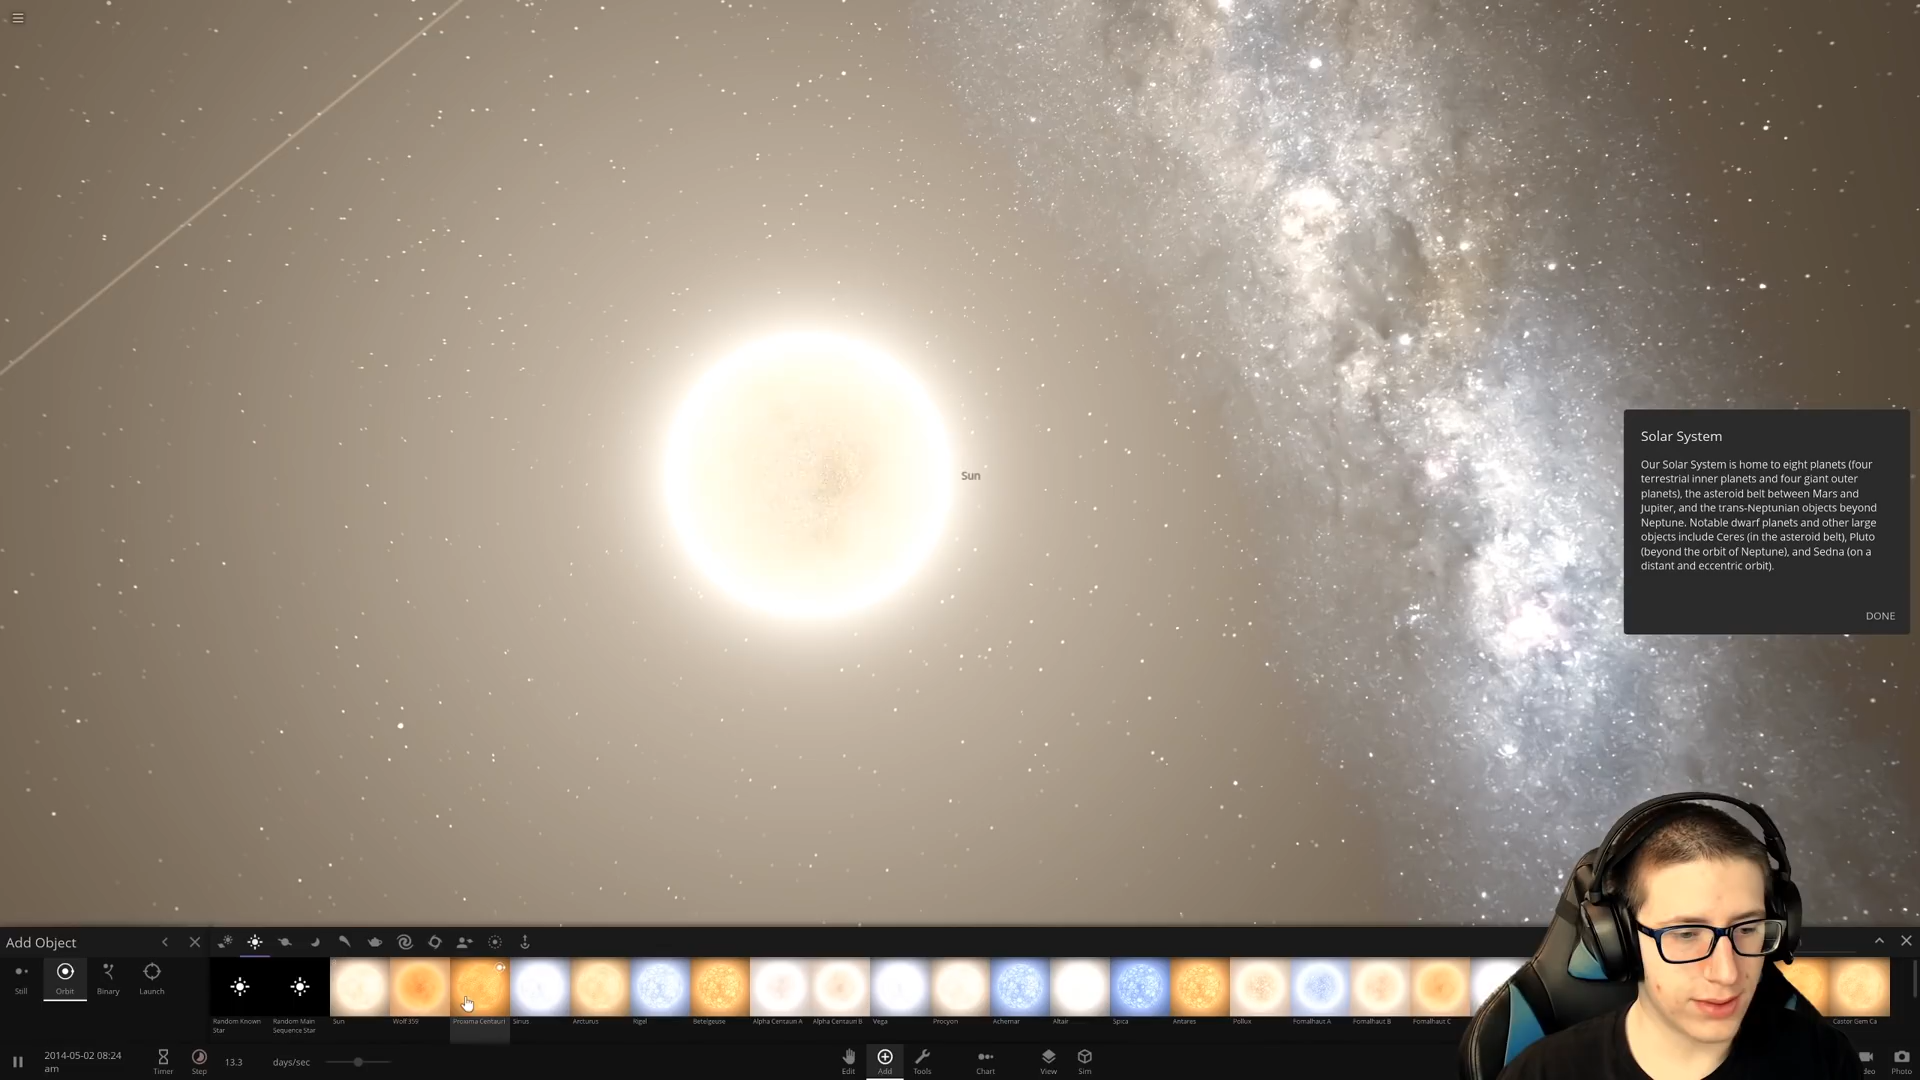 Sun
Solar System
Our Solar System is home to eight planets (four
terrestrial inner planets and four giant outer
planets), the asteroid belt between Mars and
Jupiter, and the trans-Neptunian objects beyond
Neptune. Notable dwarf planets and other large
objects include Ceres (in the asteroid belt), Pluto
(beyond the orbit of Neptune), and Sedna (on a
distant and eccentric orbit).
DONE
Add Object
Still Orbit Binary Launch
Random Known
Star
Random Main
Sequence Star
Sun
Wolf 359
Proxima Centauri
Sirius
Arcturus
Rigel
Betelgeuse
Alpha Centauri A
Alpha Centauri B
Vega
Procyon
Achernar
Altair
Spica
Antares
Pollux
Fomalhaut A
Fomalhaut B
Fomalhaut C
Castor Gem Ca
2014-05-02 08:24
am
Timer
Step
13.3 days/sec
Edit
Add
Tools
Chart
View
Sim
Photo